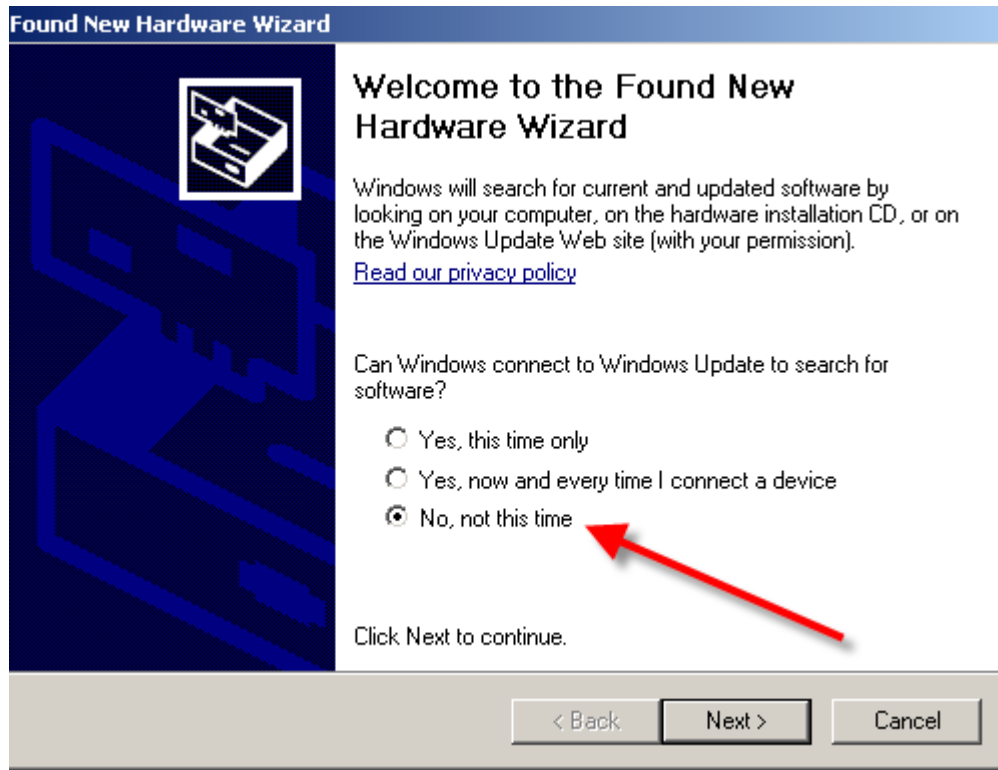 Found New Hardware Wizard
Welcome to the Found New
Hardware Wizard
Windows will search for current and updated software by
looking on your computer, on the hardware installation CD, or on
the Windows Update Web site (with your permission).
Read our privacy policy
Can Windows connect to Windows Update to search for
software?
Yes, this time only
Yes, now and every time I connect a device
No, not this time
Click Next to continue.
< Back
Next >
Cancel